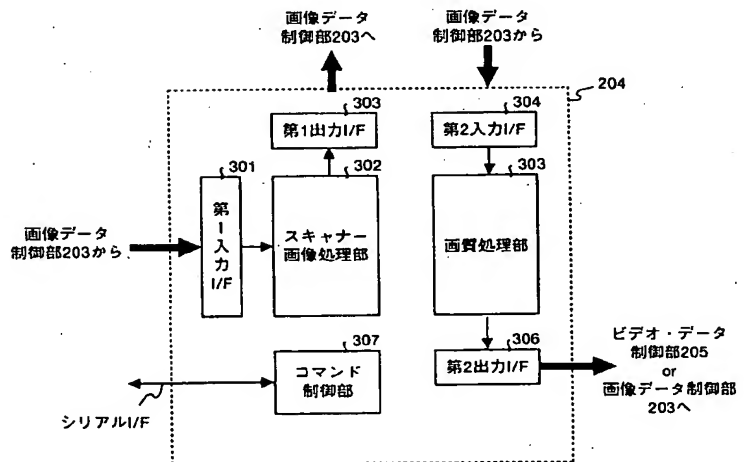 画像データ
制御部203へ
画像データ
制御部203から
204
303
第1出力I/F
304
第2入力I/F
301
第1入力I/F
302
スキャナー
画像処理部
303
画質処理部
画像データ
制御部203から
307
コマンド
制御部
306
第2出力I/F
シリアルI/F
ビデオ・データ
制御部205
or
画像データ制御部
203へ